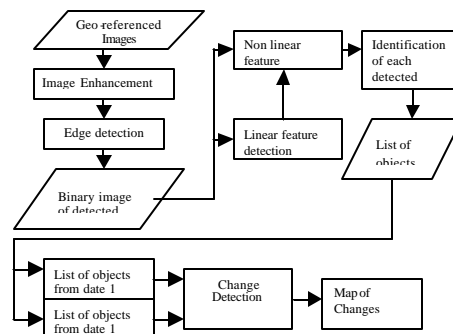 Geo-referenced
Images
Image Enhancement
Edge detection
Binary image
of detected
Non linear
feature
Linear feature
detection
Identification
of each
detected
List of
objects
List of objects
from date 1
List of objects
from date 1
Change
Detection
Map of
Changes